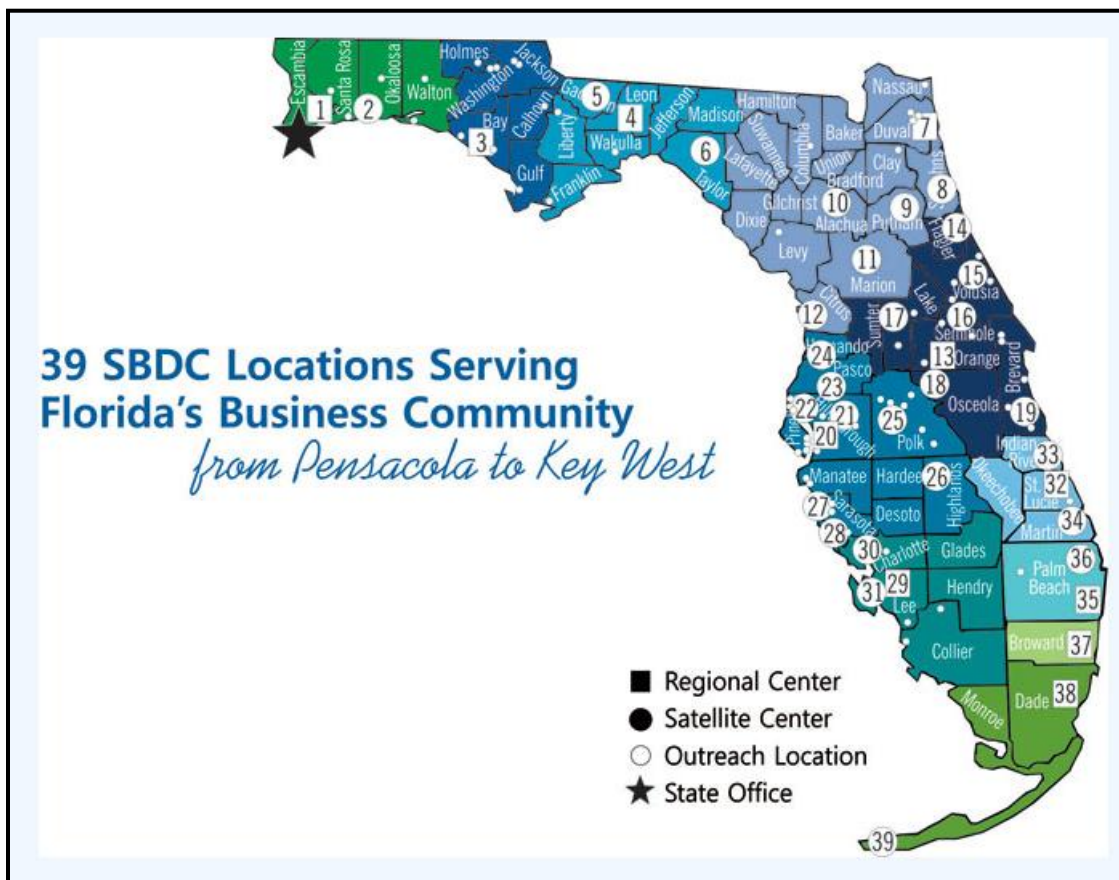 Escambia
Santa Rosa
Okaloosa
Walton
Holmes
Washington
Jackson
Bay
Calhoun
Gulf
Liberty
Franklin
Leon
Wakulla
Jefferson
Madison
Taylor
Hamilton
Suwannee
Lafayette
Columbia
Baker
Union
Bradford
Nassau
Duval
Clay
Dixie
Gilchrist
Alachua
Putnam
Flagler
Levy
Marion
Citrus
Sumter
Lake
Volusia
Seminole
Orange
Brevard
Osceola
Pasco
Polk
Manatee
Hardee
Highlands
Sarasota
Desoto
Okeechobee
Indian
River
St.
Lucie
Martin
Charlotte
Glades
Lee
Hendry
Palm
Beach
Collier
Broward
Dade
Monroe
1
2
3
4
5
6
7
8
9
10
11
12
13
14
15
16
17
18
19
20
21
22
23
24
25
26
27
28
29
30
31
32
33
34
35
36
37
38
39
39 SBDC Locations Serving
Florida's Business Community
from Pensacola to Key West
Regional Center
Satellite Center
Outreach Location
State Office